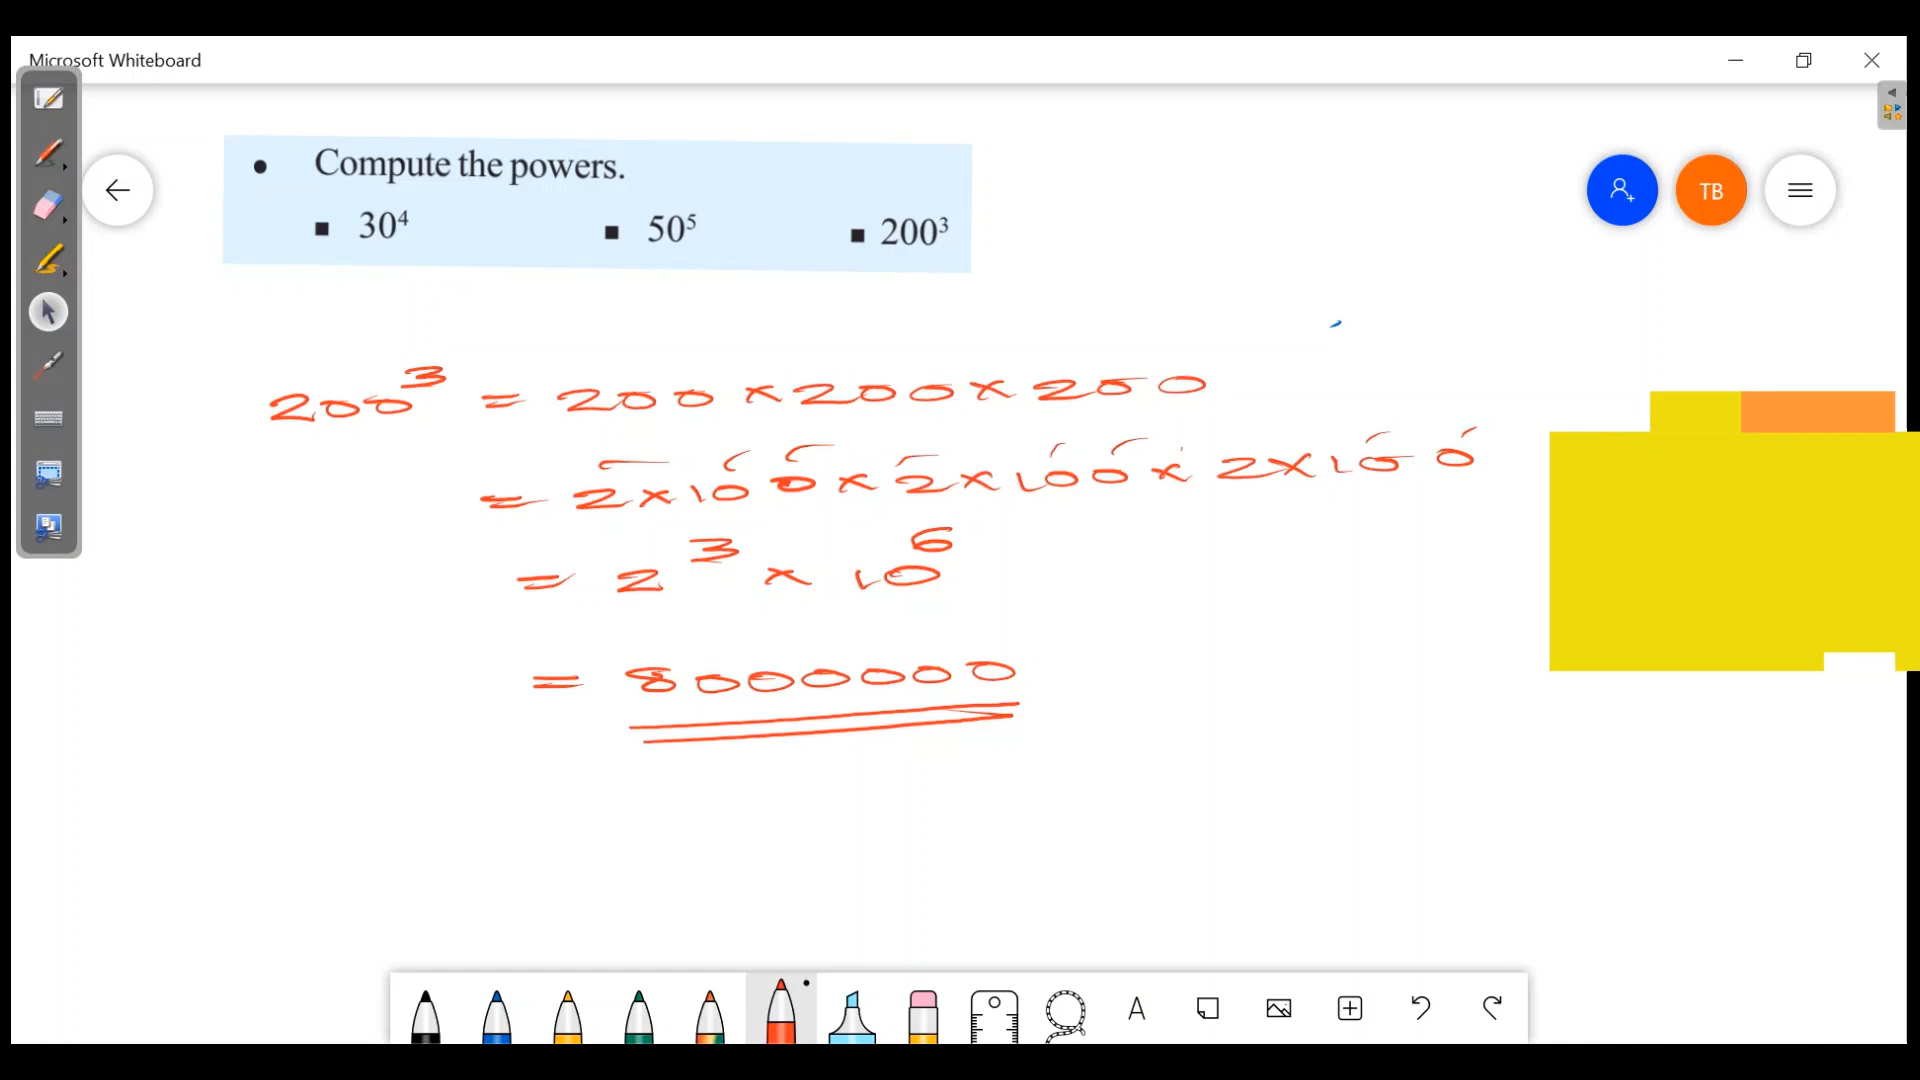 Microsoft Whiteboard
• Compute the powers.
▪ 30⁴ ▪ 50⁵ ▪ 200³
TB
200³ = 200 × 200 × 200
= 2 × 100 × 2 × 100 × 2 × 100
= 2³ × 10⁶
= 8000000
A